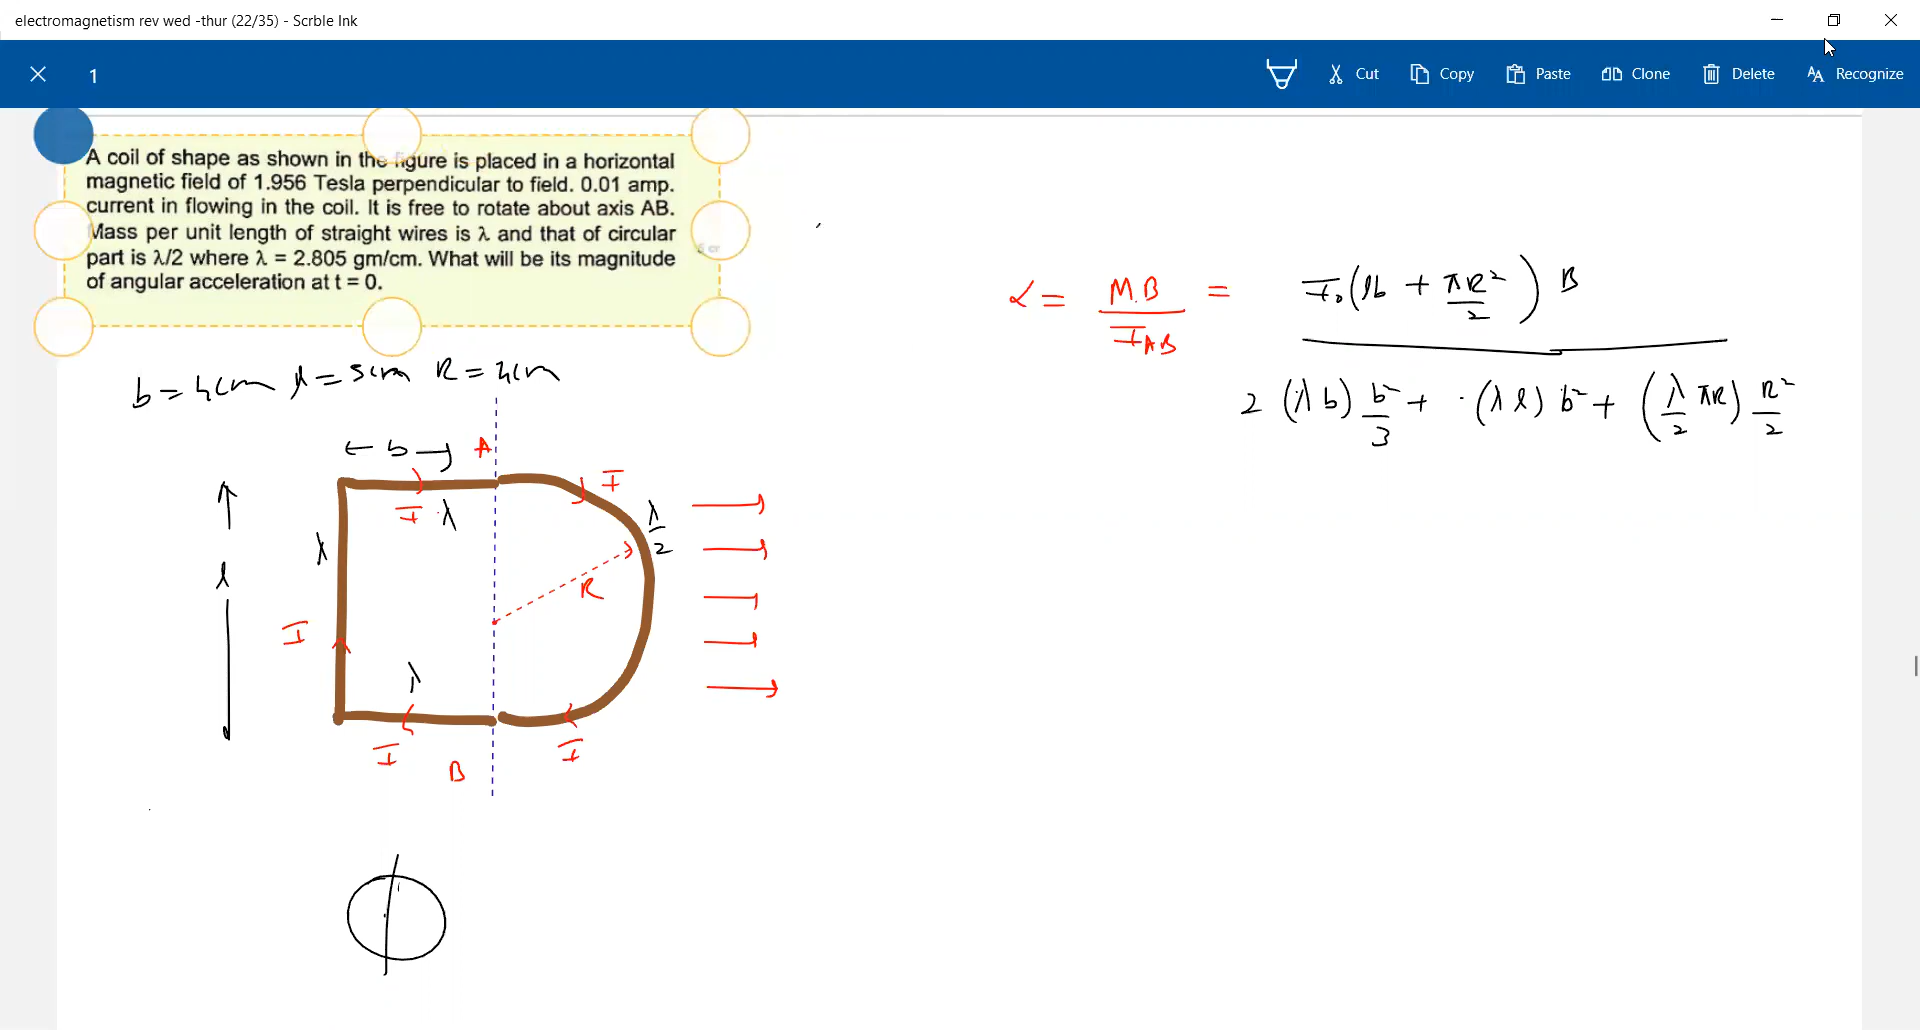 electromagnetism rev wed -thur (22/35) - Scrble Ink
1
Cut
Copy
Paste
Clone
Delete
Recognize
A coil of shape as shown in the figure is placed in a horizontal
magnetic field of 1.956 Tesla perpendicular to field. 0.01 amp.
current in flowing in the coil. It is free to rotate about axis AB.
Mass per unit length of straight wires is λ and that of circular
part is λ/2 where λ = 2.805 gm/cm. What will be its magnitude
of angular acceleration at t = 0.
b = 4cm l = 5cm R = 4cm
α = M.B / I_AB = I₀(lb + πR²/2) B / 2(λb) b²/3 + (λl) b² + (λ/2 πR) R²/2
b
A
I
I λ
λ/2
λ
l
R
I
λ
I
I
B